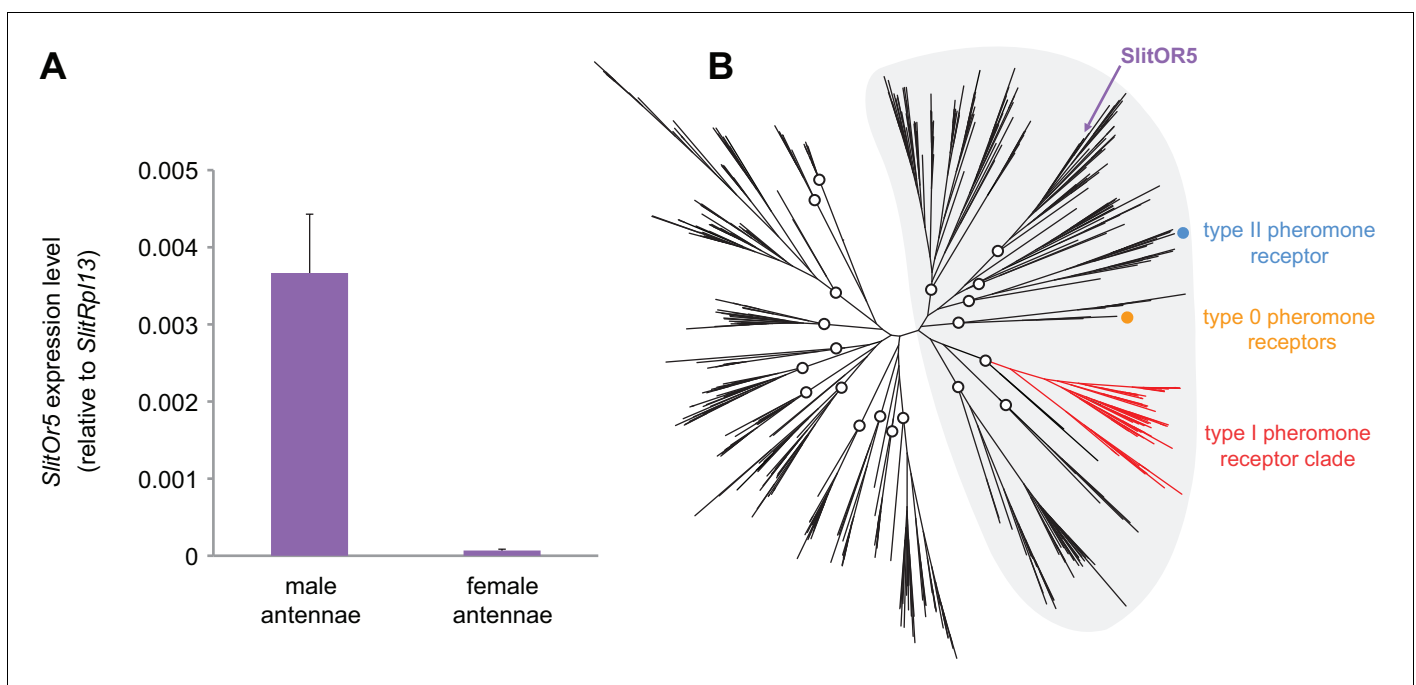 A
SlitOr5 expression level
(relative to SlitRpl13)
0.005
0.004
0.003
0.002
0.001
0
male
antennae
female
antennae
B
SlitOR5
type II pheromone
receptor
type 0 pheromone
receptors
type I pheromone
receptor clade